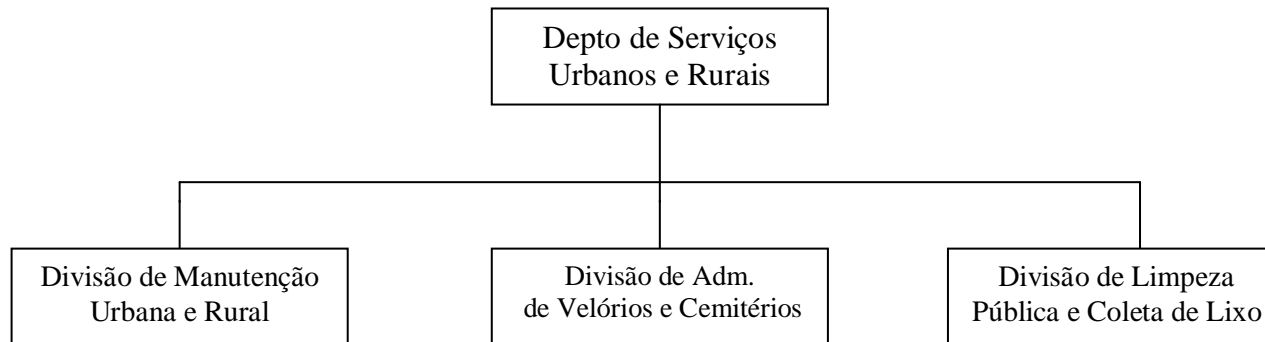 Depto de Serviços
Urbanos e Rurais
Divisão de Manutenção
Urbana e Rural
Divisão de Adm.
de Velórios e Cemitérios
Divisão de Limpeza
Pública e Coleta de Lixo